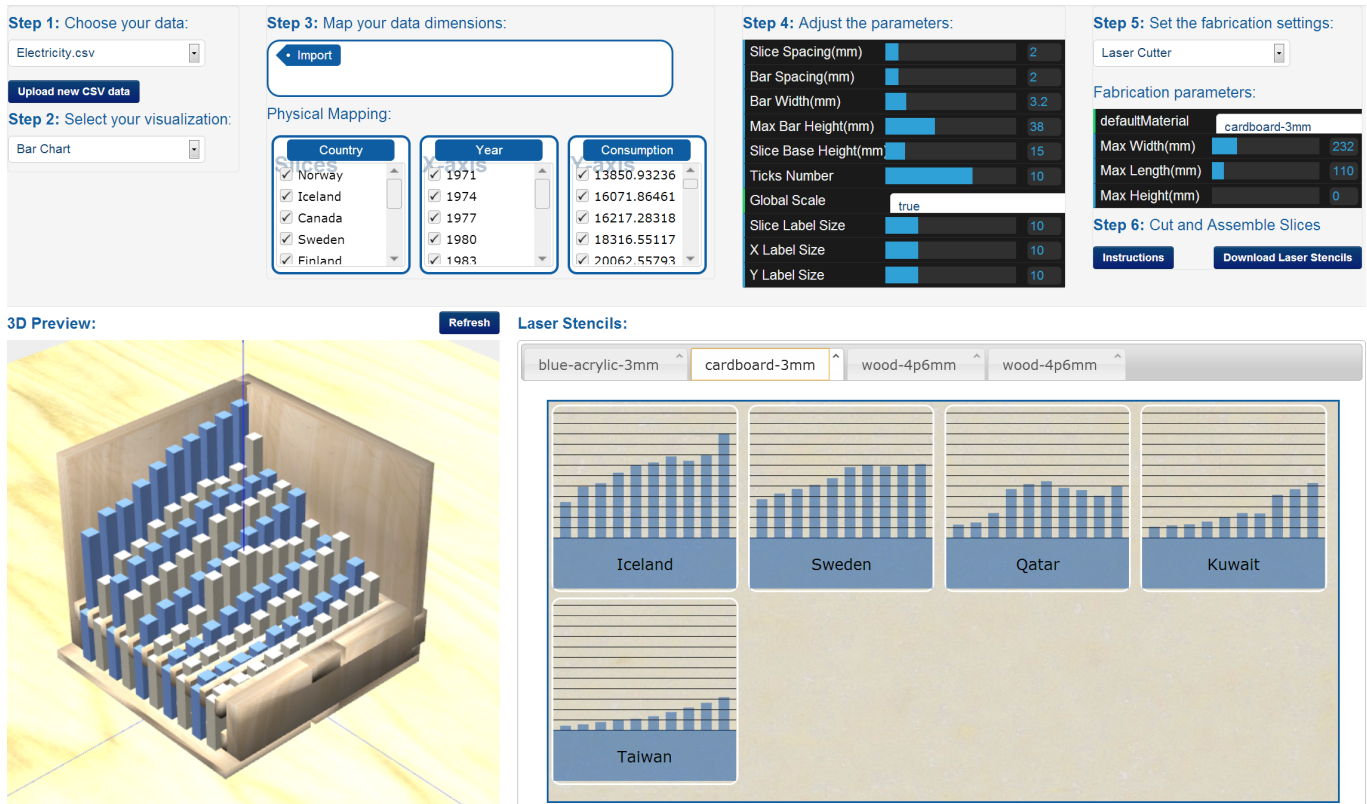 Step 1: Choose your data:
Electricity.csv
Upload new CSV data
Step 2: Select your visualization:
Bar Chart
Step 3: Map your data dimensions:
• Import
Physical Mapping:
Slices
Country
Norway
Iceland
Canada
Sweden
Finland
X-axis
Year
1971
1974
1977
1980
1983
Y-axis
Consumption
13850.93236
16071.86461
16217.28318
18316.55117
20062.55793
Step 4: Adjust the parameters:
Slice Spacing(mm) 2
Bar Spacing(mm) 2
Bar Width(mm) 3.2
Max Bar Height(mm) 38
Slice Base Height(mm) 15
Ticks Number 10
Global Scale true
Slice Label Size 10
X Label Size 10
Y Label Size 10
Step 5: Set the fabrication settings:
Laser Cutter
Fabrication parameters:
defaultMaterial cardboard-3mm
Max Width(mm) 232
Max Length(mm) 110
Max Height(mm) 0
Step 6: Cut and Assemble Slices
Instructions Download Laser Stencils
3D Preview: Refresh
Laser Stencils:
blue-acrylic-3mm ^ cardboard-3mm ^ wood-4p6mm ^ wood-4p6mm ^
Iceland Sweden Qatar Kuwait
Taiwan